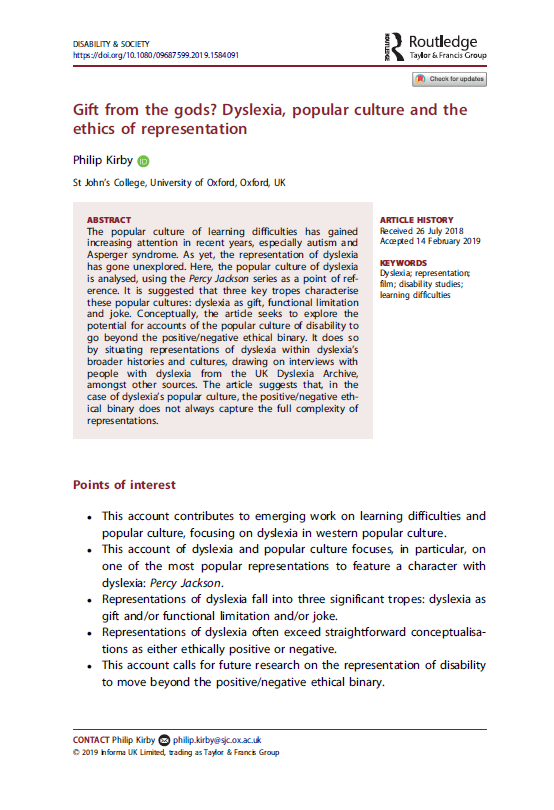 DISABILITY & SOCIETY
https://doi.org/10.1080/09687599.2019.1584091
ROUTLEDGE
Routledge
Taylor & Francis Group
Check for updates
Gift from the gods? Dyslexia, popular culture and the
ethics of representation
Philip Kirby iD
St John's College, University of Oxford, Oxford, UK
ABSTRACT
The popular culture of learning difficulties has gained
increasing attention in recent years, especially autism and
Asperger syndrome. As yet, the representation of dyslexia
has gone unexplored. Here, the popular culture of dyslexia
is analysed, using the Percy Jackson series as a point of ref-
erence. It is suggested that three key tropes characterise
these popular cultures: dyslexia as gift, functional limitation
and joke. Conceptually, the article seeks to explore the
potential for accounts of the popular culture of disability to
go beyond the positive/negative ethical binary. It does so
by situating representations of dyslexia within dyslexia's
broader histories and cultures, drawing on interviews with
people with dyslexia from the UK Dyslexia Archive,
amongst other sources. The article suggests that, in the
case of dyslexia's popular culture, the positive/negative eth-
ical binary does not always capture the full complexity of
representations.
ARTICLE HISTORY
Received 26 July 2018
Accepted 14 February 2019
KEYWORDS
Dyslexia; representation;
film; disability studies;
learning difficulties
Points of interest
• This account contributes to emerging work on learning difficulties and
popular culture, focusing on dyslexia in western popular culture.
• This account of dyslexia and popular culture focuses, in particular, on
one of the most popular representations to feature a character with
dyslexia: Percy Jackson.
• Representations of dyslexia fall into three significant tropes: dyslexia as
gift and/or functional limitation and/or joke.
• Representations of dyslexia often exceed straightforward conceptualisa-
tions as either ethically positive or negative.
• This account calls for future research on the representation of disability
to move beyond the positive/negative ethical binary.
CONTACT Philip Kirby philip.kirby@sjc.ox.ac.uk
© 2019 Informa UK Limited, trading as Taylor & Francis Group